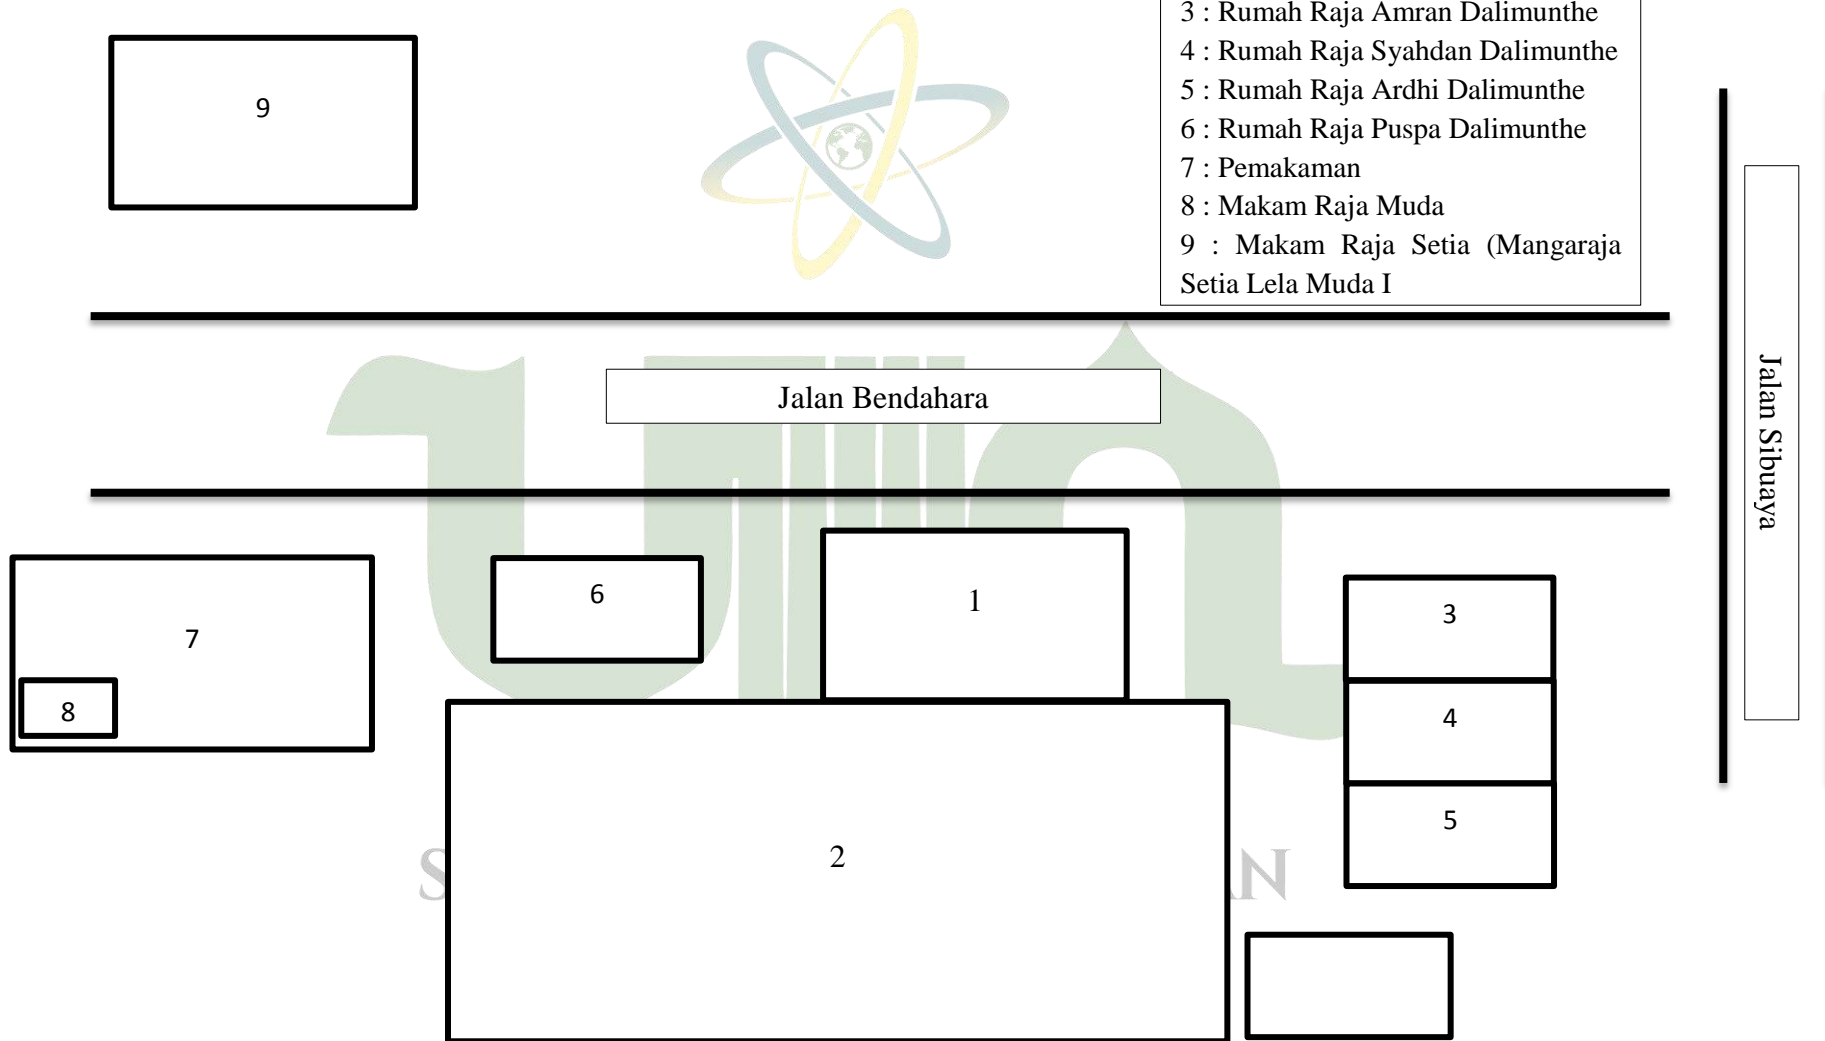 3 : Rumah Raja Amran Dalimunthe
4 : Rumah Raja Syahdan Dalimunthe
5 : Rumah Raja Ardhi Dalimunthe
6 : Rumah Raja Puspa Dalimunthe
7 : Pemakaman
8 : Makam Raja Muda
9 : Makam Raja Setia (Mangaraja
Setia Lela Muda I
9
Jalan Bendahara
Jalan Sibuaya
6
1
3
7
8
4
5
2